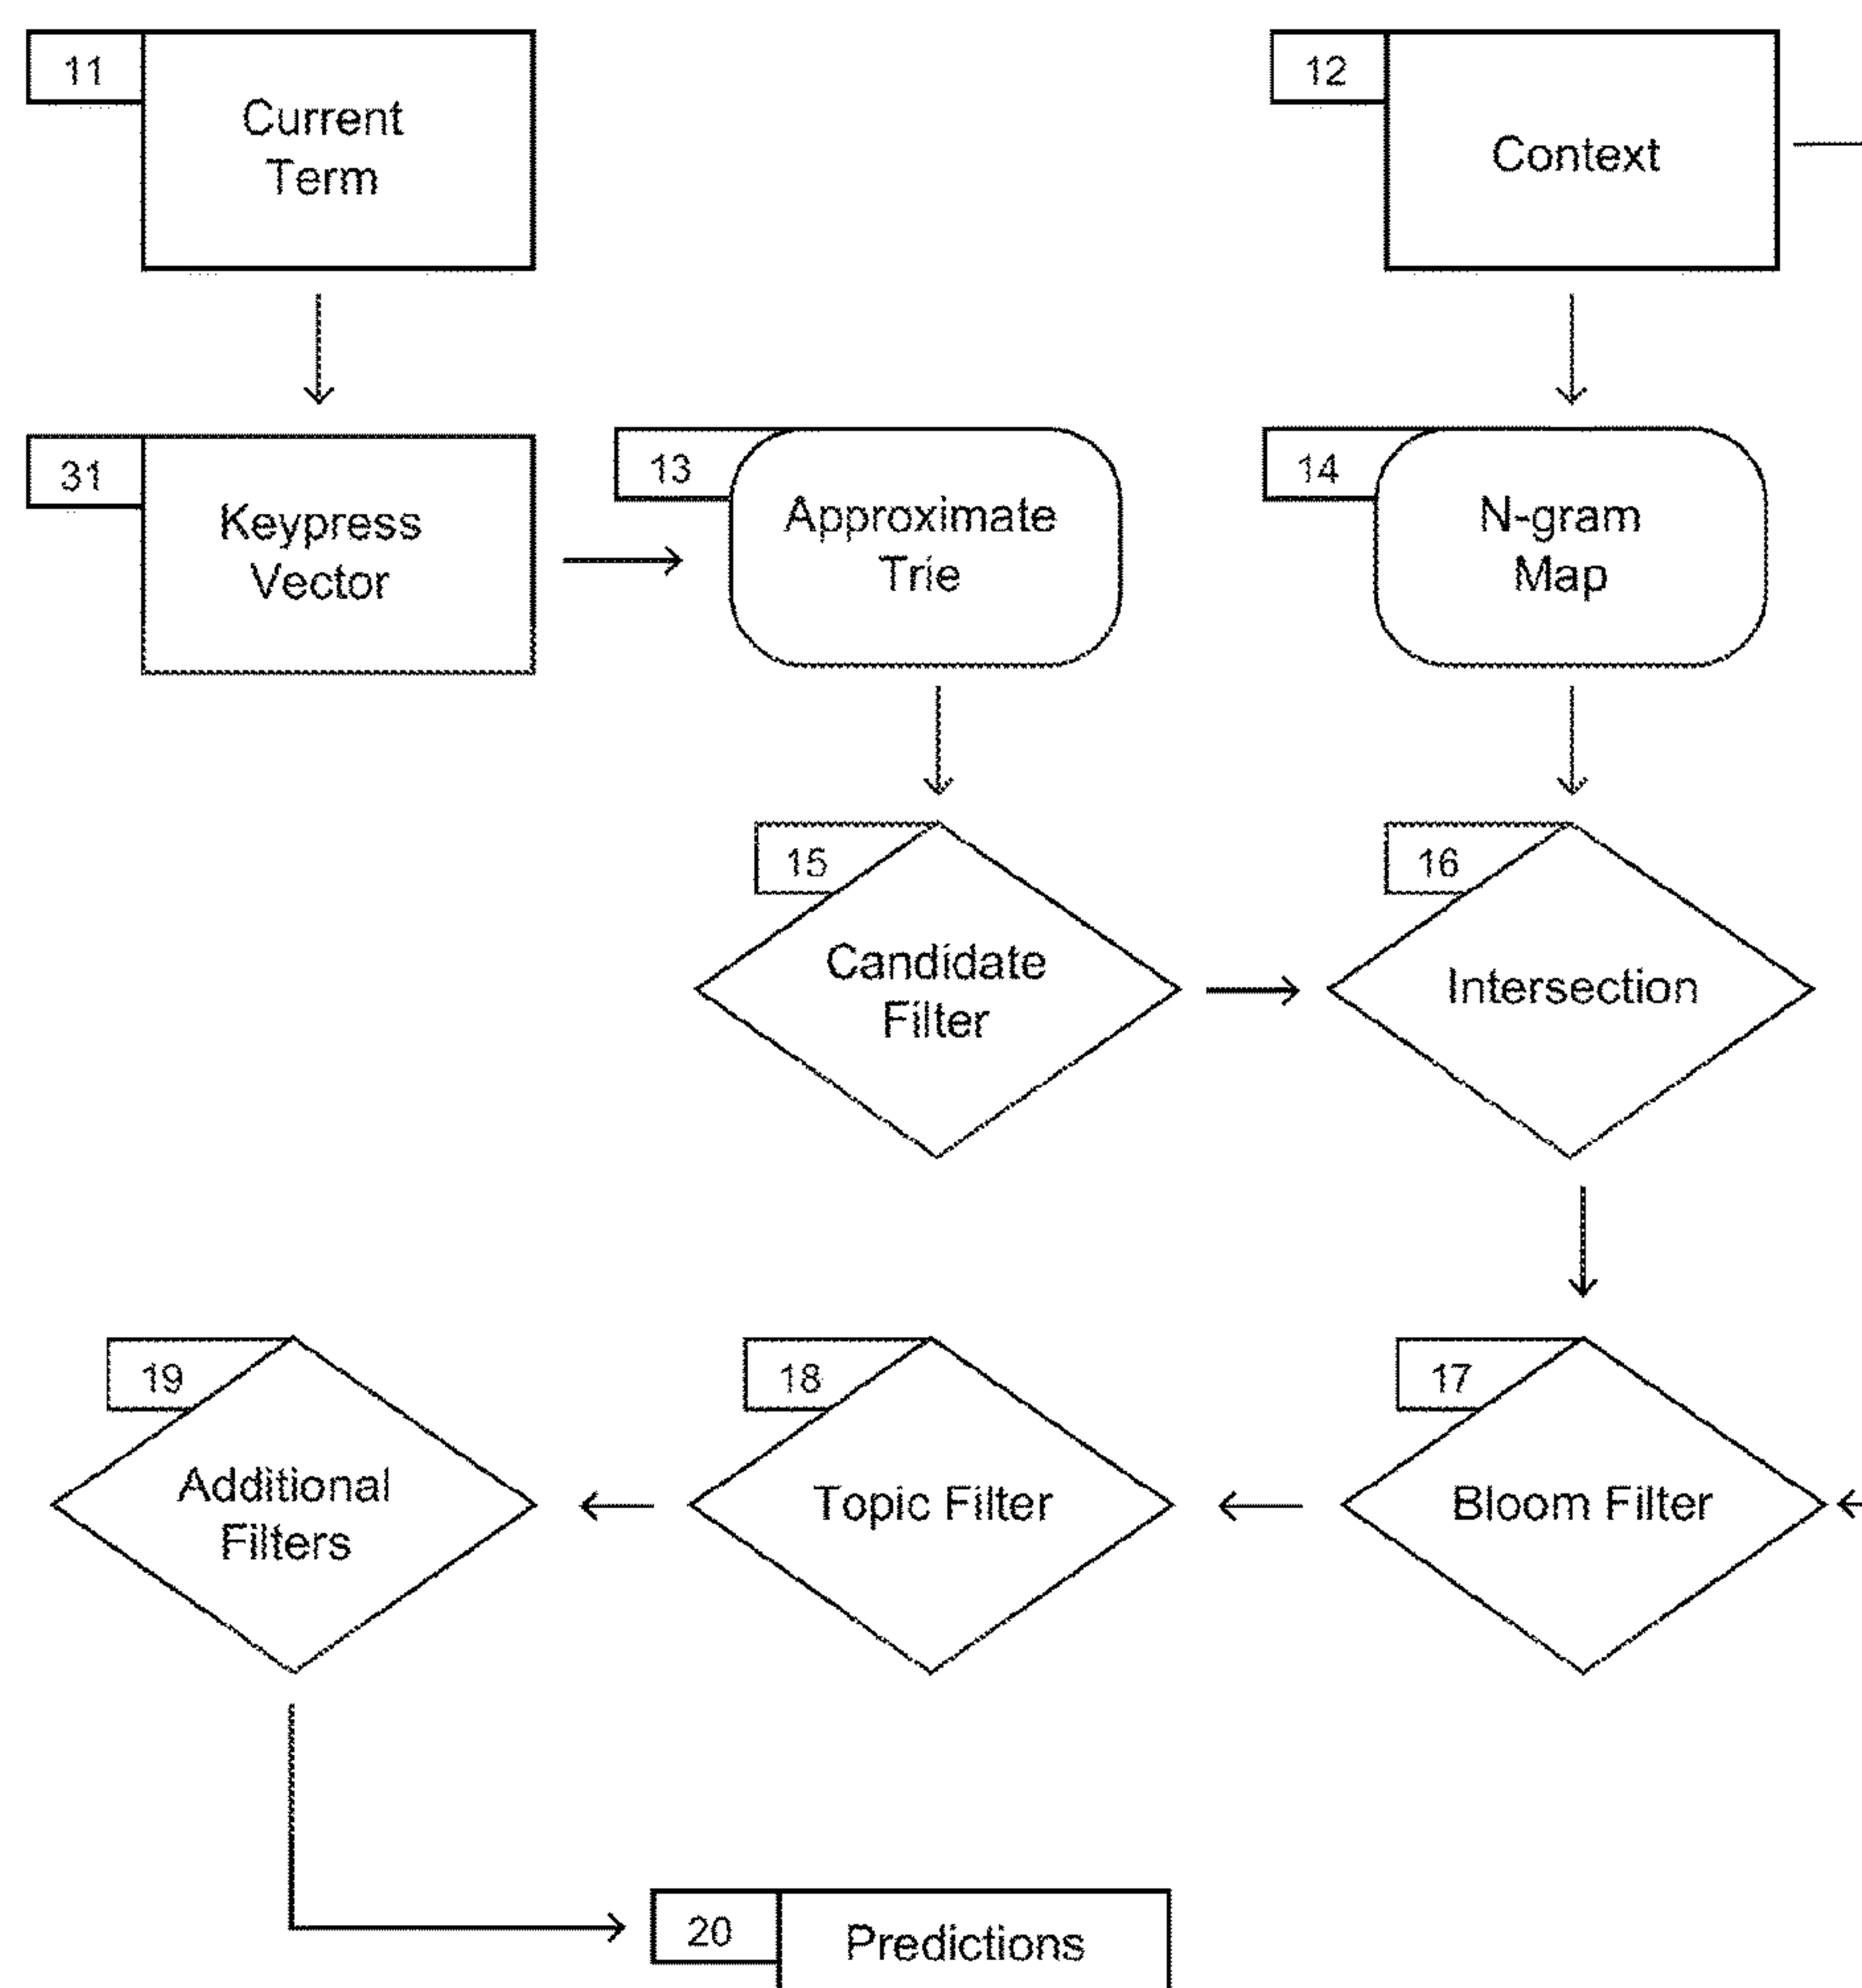 11
Current
Term
12
Context
31
Keypress
Vector
13
Approximate
Trie
14
N-gram
Map
15
Candidate
Filter
16
Intersection
19
Additional
Filters
18
Topic Filter
17
Bloom Filter
20
Predictions